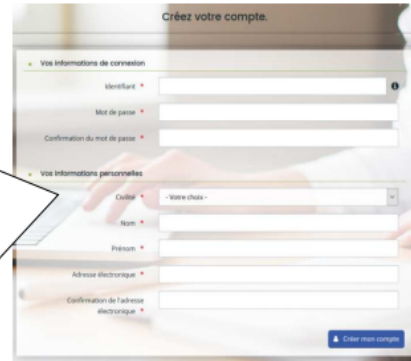 Créez votre compte.
Vos informations de connexion
Identifiant *
Mot de passe *
Confirmation du mot de passe *
Vos informations personnelles
Civilité * - Votre choix -
Nom *
Prénom *
Adresse électronique *
Confirmation de l'adresse
électronique *
Créer mon compte